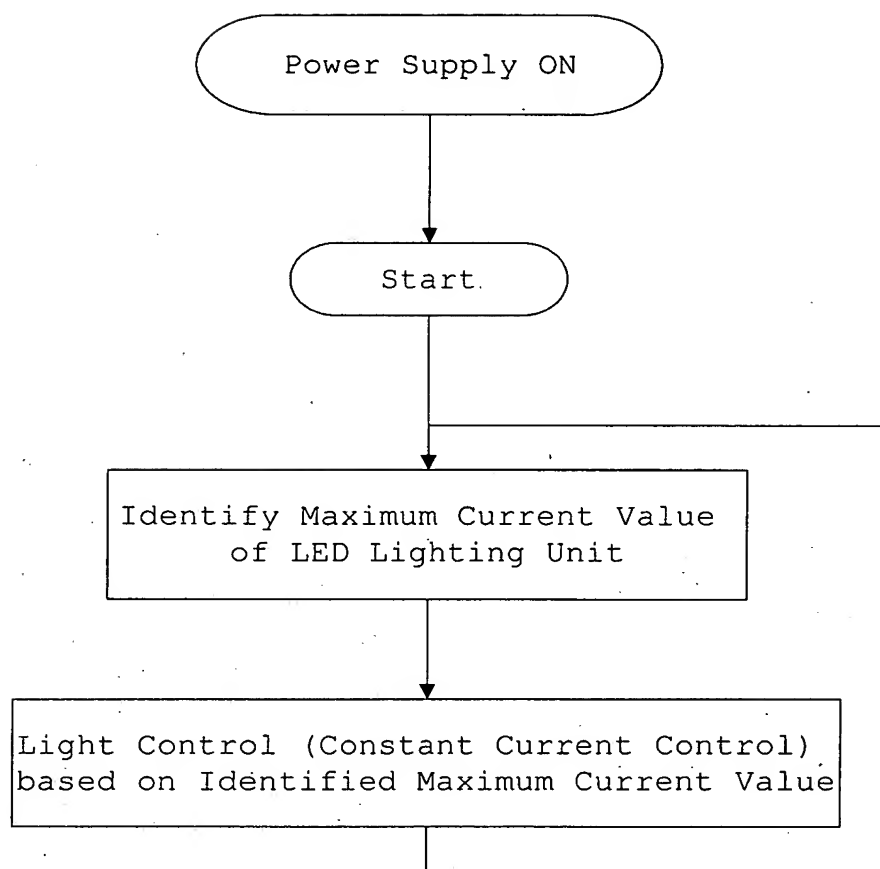 Power Supply ON
Start
Identify Maximum Current Value
of LED Lighting Unit
Light Control (Constant Current Control)
based on Identified Maximum Current Value